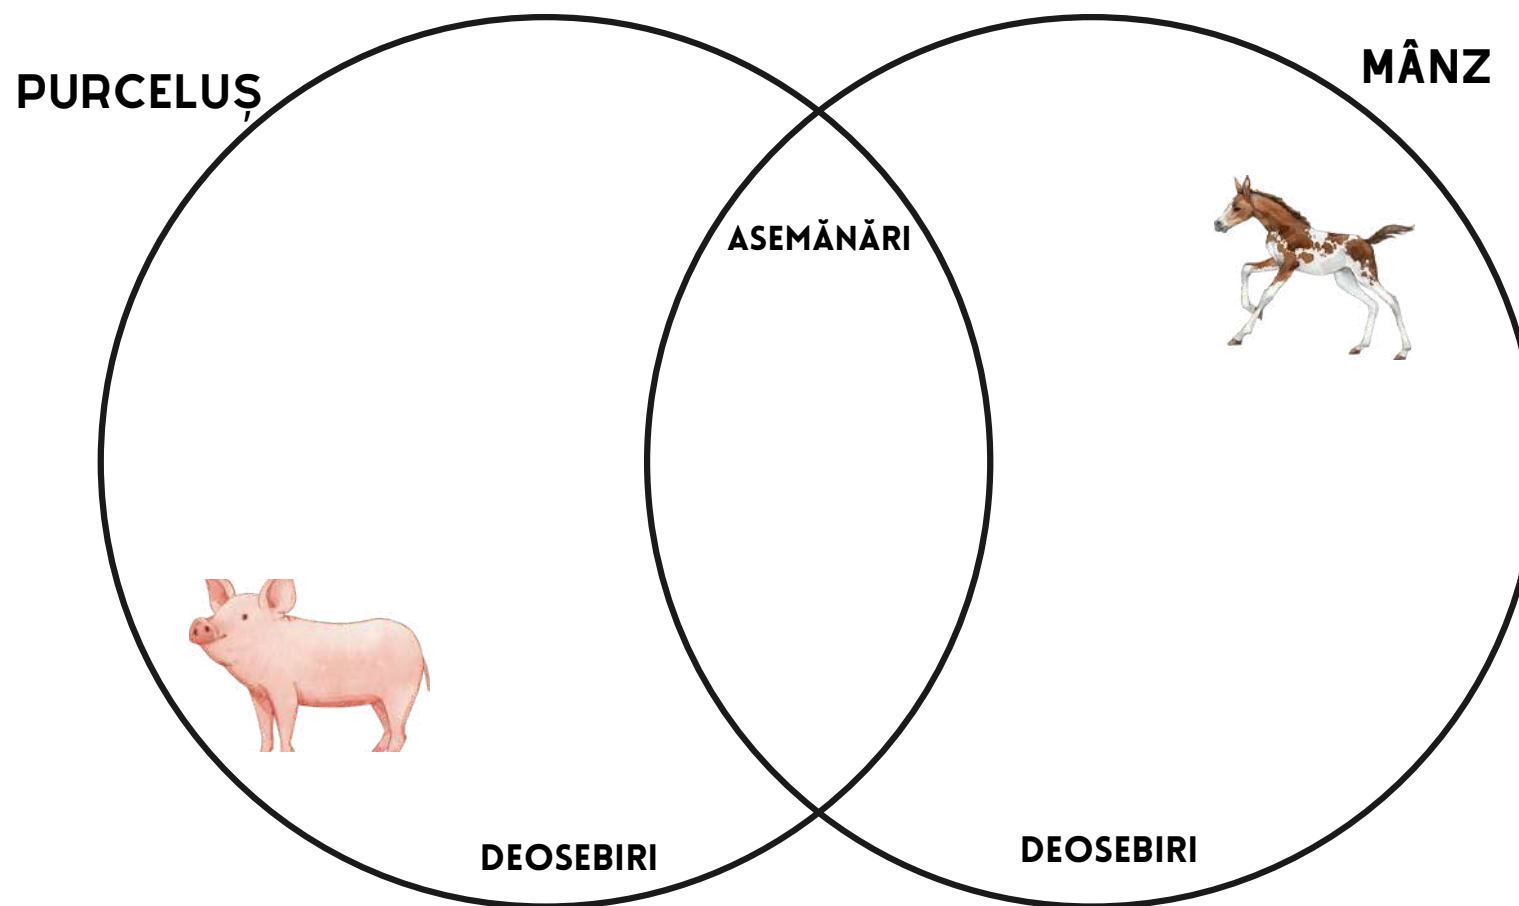 PURCELUȘ
MÂNZ
ASEMĂNĂRI
DEOSEBIRI
DEOSEBIRI